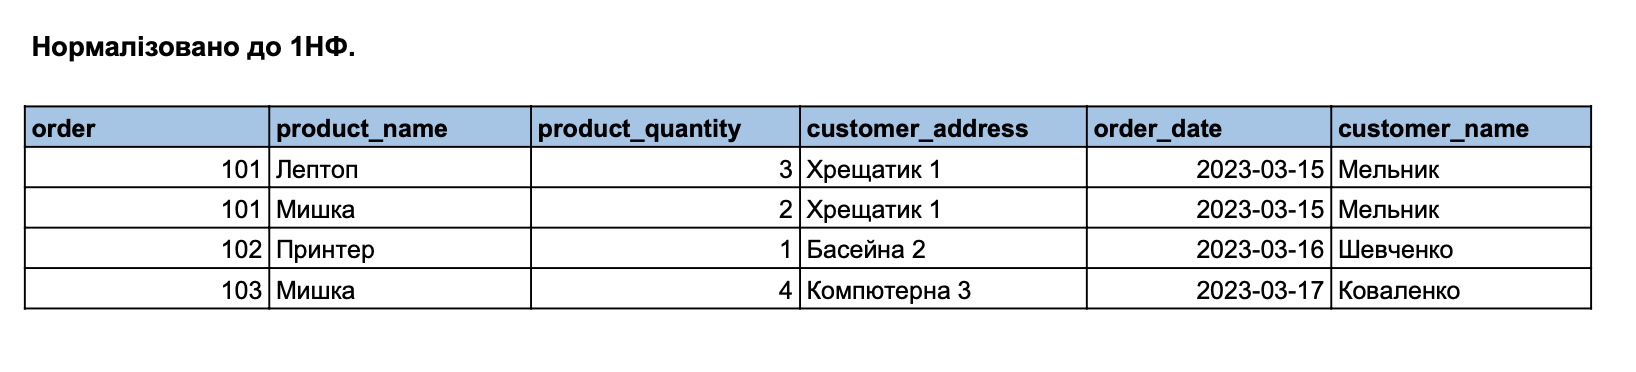 Нормалізовано до 1НФ.
order product_name product_quantity customer_address order_date customer_name
101 Лептоп 3 Хрещатик 1 2023-03-15 Мельник
101 Мишка 2 Хрещатик 1 2023-03-15 Мельник
102 Принтер 1 Басейна 2 2023-03-16 Шевченко
103 Мишка 4 Компютерна 3 2023-03-17 Коваленко